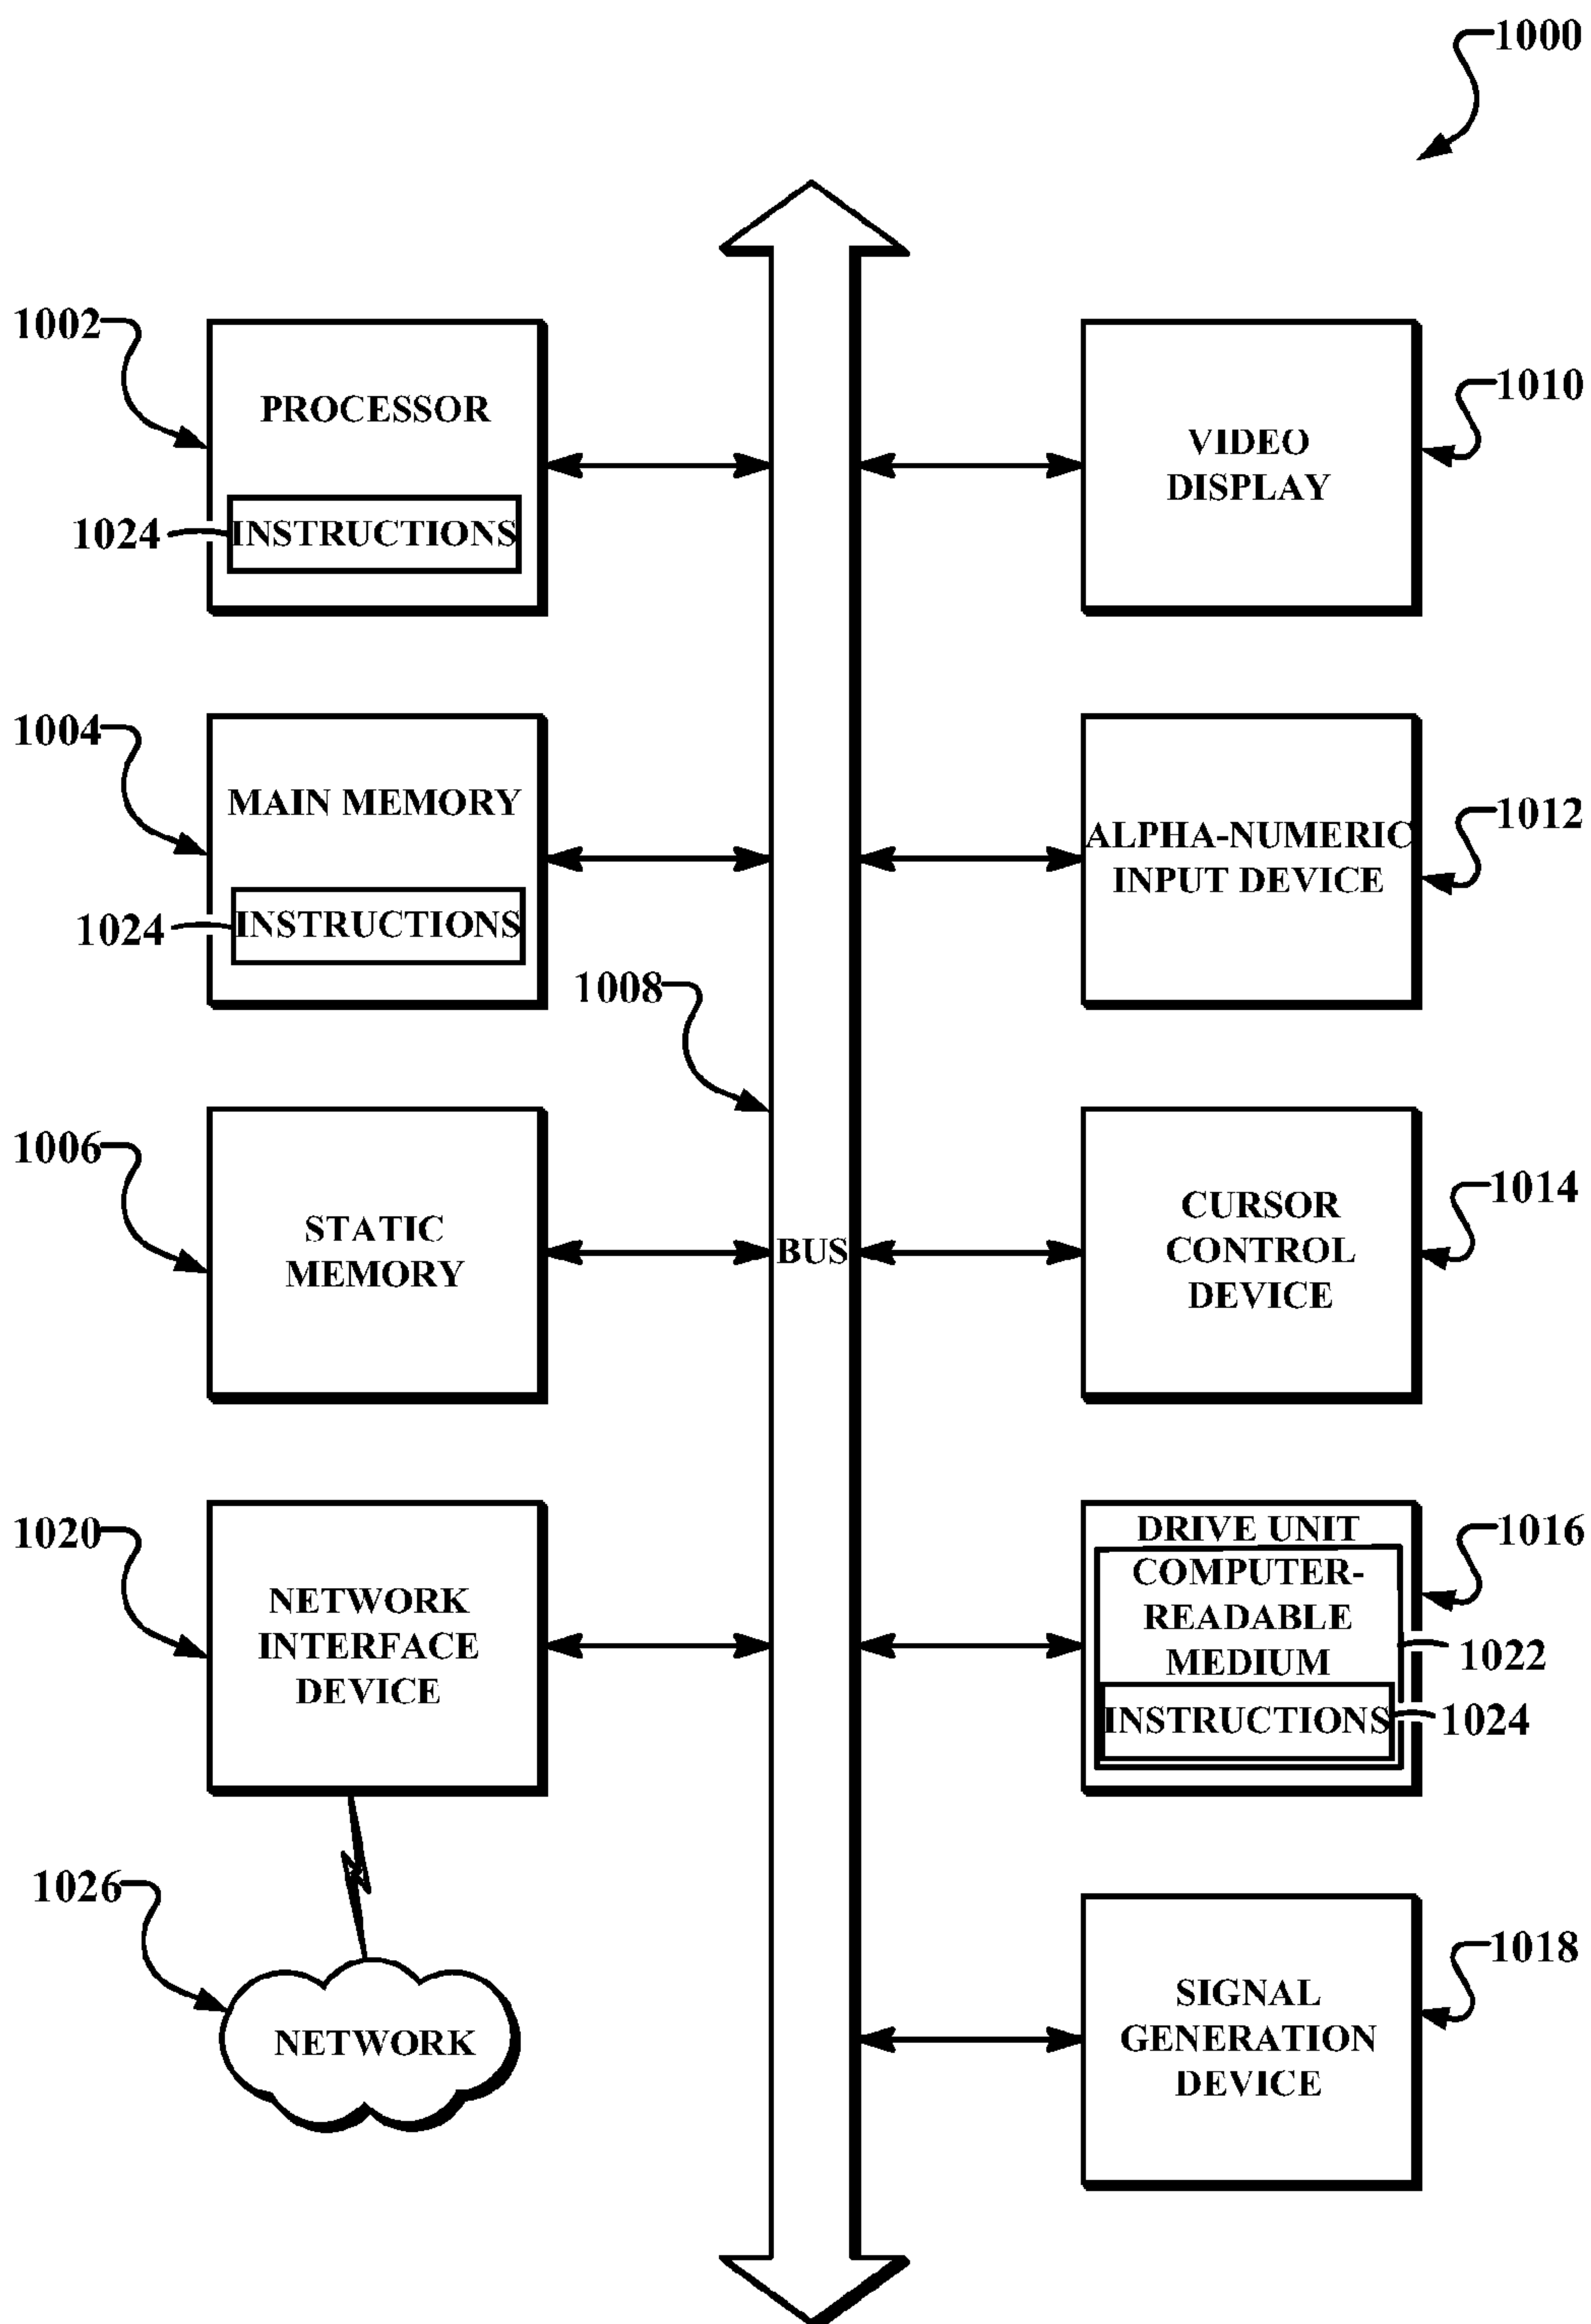 1000
1002
PROCESSOR
1024
INSTRUCTIONS
1010
VIDEO
DISPLAY
1004
MAIN MEMORY
1024
INSTRUCTIONS
1012
ALPHA-NUMERIC
INPUT DEVICE
1008
BUS
1006
STATIC
MEMORY
1014
CURSOR
CONTROL
DEVICE
1020
NETWORK
INTERFACE
DEVICE
1016
DRIVE UNIT
COMPUTER-
READABLE
MEDIUM
1022
INSTRUCTIONS
1024
1026
NETWORK
1018
SIGNAL
GENERATION
DEVICE